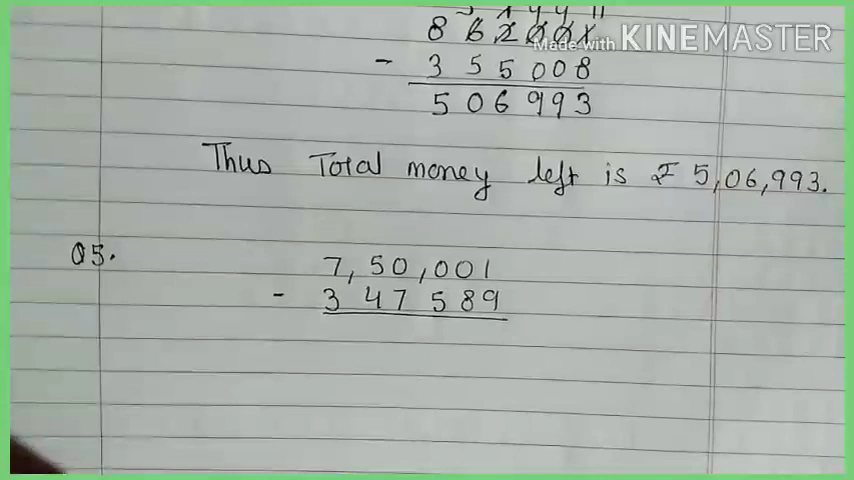 8 6 2 0 0 1
Made with KINEMASTER
- 3 5 5 0 0 8
5 0 6 9 9 3
Thus Total money left is ₹ 5,06,993.
Q5. 7,50,001
- 3 4 7 5 8 9